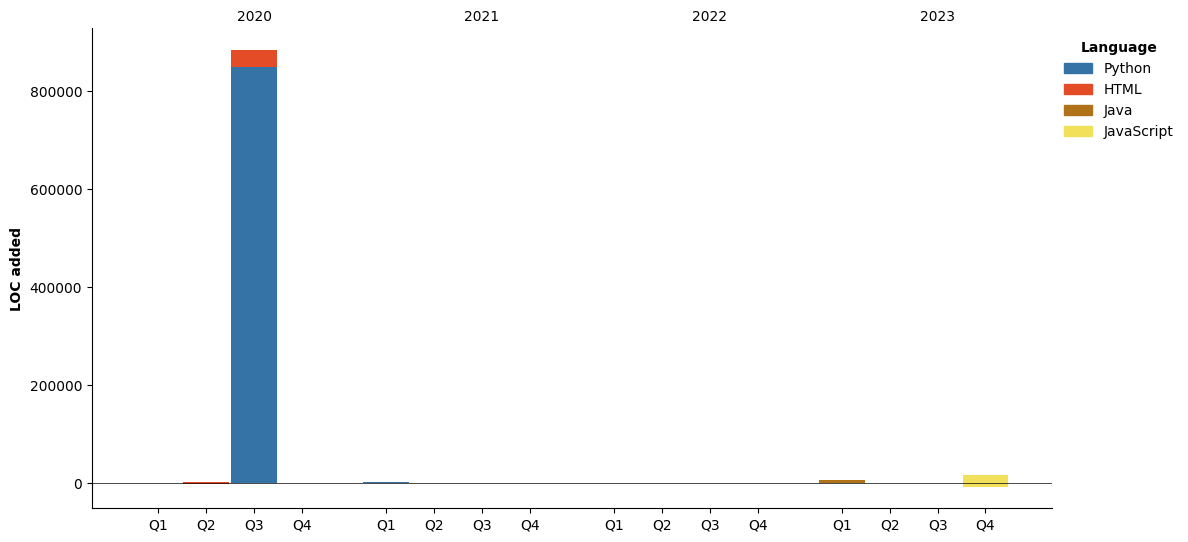 2020 2021 2022 2023
Language
Python
HTML
Java
JavaScript
LOC added
800000
600000
400000
200000
0
Q1 Q2 Q3 Q4 Q1 Q2 Q3 Q4 Q1 Q2 Q3 Q4 Q1 Q2 Q3 Q4